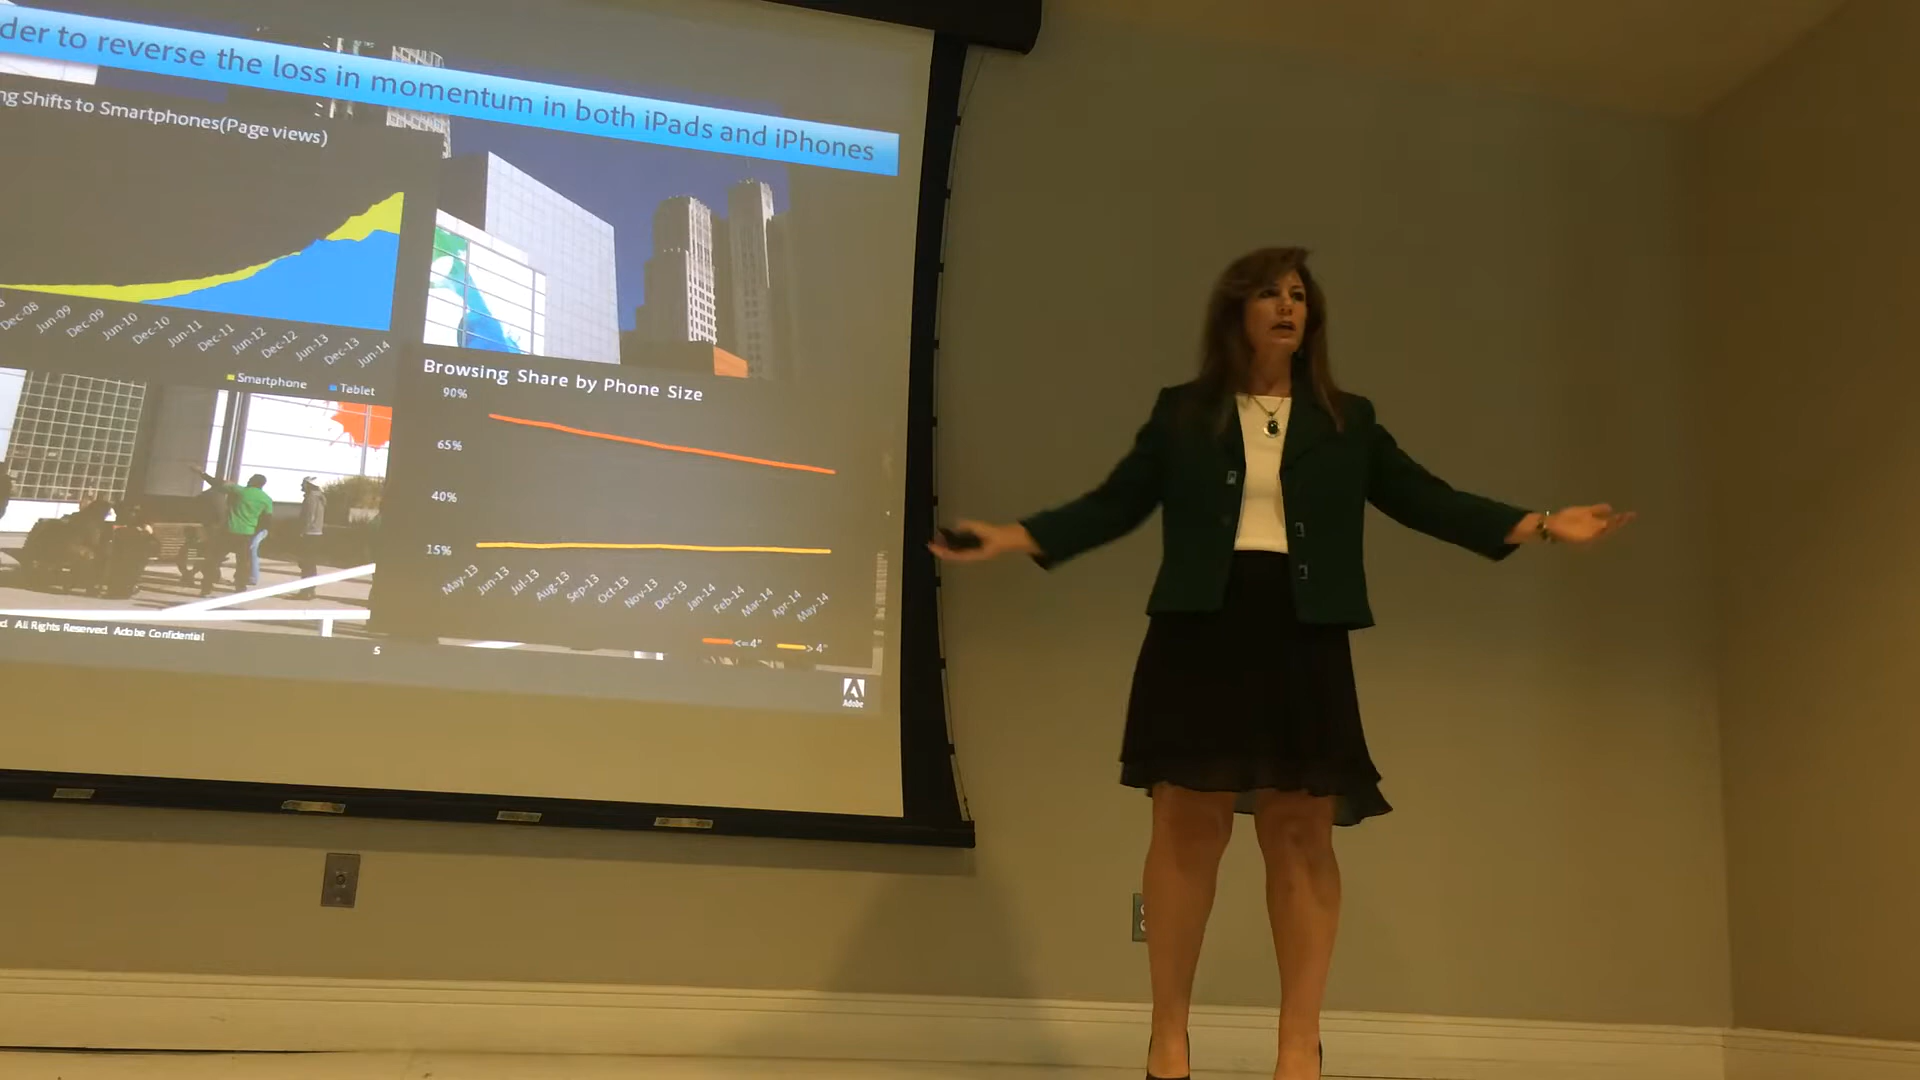 der to reverse the loss in momentum in both iPads and iPhones
ng Shifts to Smartphones(Page views)
Dec-08
Jun-09
Dec-09
Jun-10
Dec-10
Jun-11
Dec-11
Jun-12
Dec-12
Jun-13
Dec-13
Jun-14
Smartphone
Tablet
Browsing Share by Phone Size
90%
65%
40%
15%
May-13
Jun-13
Jul-13
Aug-13
Sep-13
Oct-13
Nov-13
Dec-13
Jan-14
Feb-14
Mar-14
Apr-14
May-14
<=4"
>4"
d. All Rights Reserved. Adobe Confidential
5
Adobe